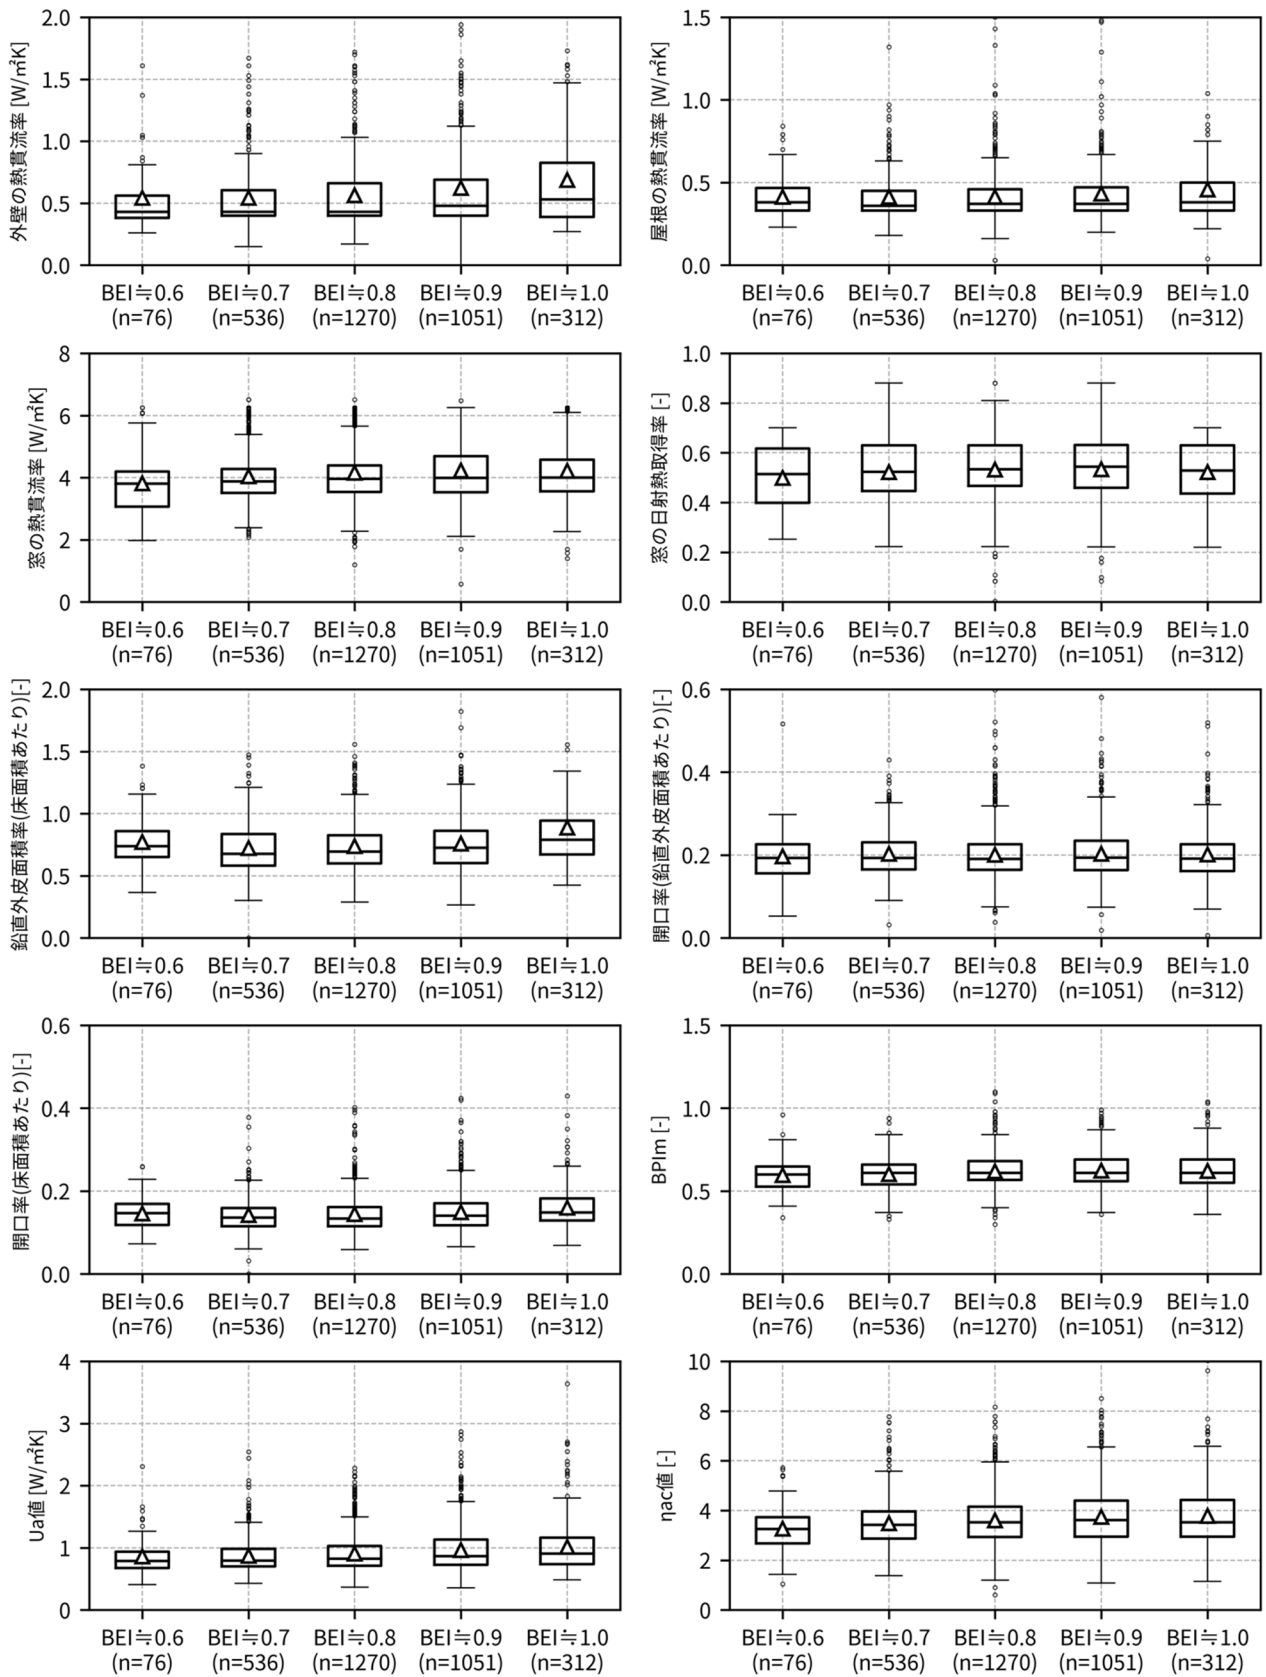 外壁の熱貫流率 [W/㎡K]
2.0
1.5
1.0
0.5
0.0
BEI≒0.6 BEI≒0.7 BEI≒0.8 BEI≒0.9 BEI≒1.0
(n=76) (n=536) (n=1270) (n=1051) (n=312)
屋根の熱貫流率 [W/㎡K]
1.5
1.0
0.5
0.0
BEI≒0.6 BEI≒0.7 BEI≒0.8 BEI≒0.9 BEI≒1.0
(n=76) (n=536) (n=1270) (n=1051) (n=312)
窓の熱貫流率 [W/㎡K]
8
6
4
2
0
BEI≒0.6 BEI≒0.7 BEI≒0.8 BEI≒0.9 BEI≒1.0
(n=76) (n=536) (n=1270) (n=1051) (n=312)
窓の日射熱取得率 [-]
1.0
0.8
0.6
0.4
0.2
0.0
BEI≒0.6 BEI≒0.7 BEI≒0.8 BEI≒0.9 BEI≒1.0
(n=76) (n=536) (n=1270) (n=1051) (n=312)
鉛直外皮面積率(床面積あたり)[-]
2.0
1.5
1.0
0.5
0.0
BEI≒0.6 BEI≒0.7 BEI≒0.8 BEI≒0.9 BEI≒1.0
(n=76) (n=536) (n=1270) (n=1051) (n=312)
開口率(鉛直外皮面積あたり)[-]
0.6
0.4
0.2
0.0
BEI≒0.6 BEI≒0.7 BEI≒0.8 BEI≒0.9 BEI≒1.0
(n=76) (n=536) (n=1270) (n=1051) (n=312)
開口率(床面積あたり)[-]
0.6
0.4
0.2
0.0
BEI≒0.6 BEI≒0.7 BEI≒0.8 BEI≒0.9 BEI≒1.0
(n=76) (n=536) (n=1270) (n=1051) (n=312)
BPIm [-]
1.5
1.0
0.5
0.0
BEI≒0.6 BEI≒0.7 BEI≒0.8 BEI≒0.9 BEI≒1.0
(n=76) (n=536) (n=1270) (n=1051) (n=312)
Ua値 [W/㎡K]
4
3
2
1
0
BEI≒0.6 BEI≒0.7 BEI≒0.8 BEI≒0.9 BEI≒1.0
(n=76) (n=536) (n=1270) (n=1051) (n=312)
ηac値 [-]
10
8
6
4
2
0
BEI≒0.6 BEI≒0.7 BEI≒0.8 BEI≒0.9 BEI≒1.0
(n=76) (n=536) (n=1270) (n=1051) (n=312)